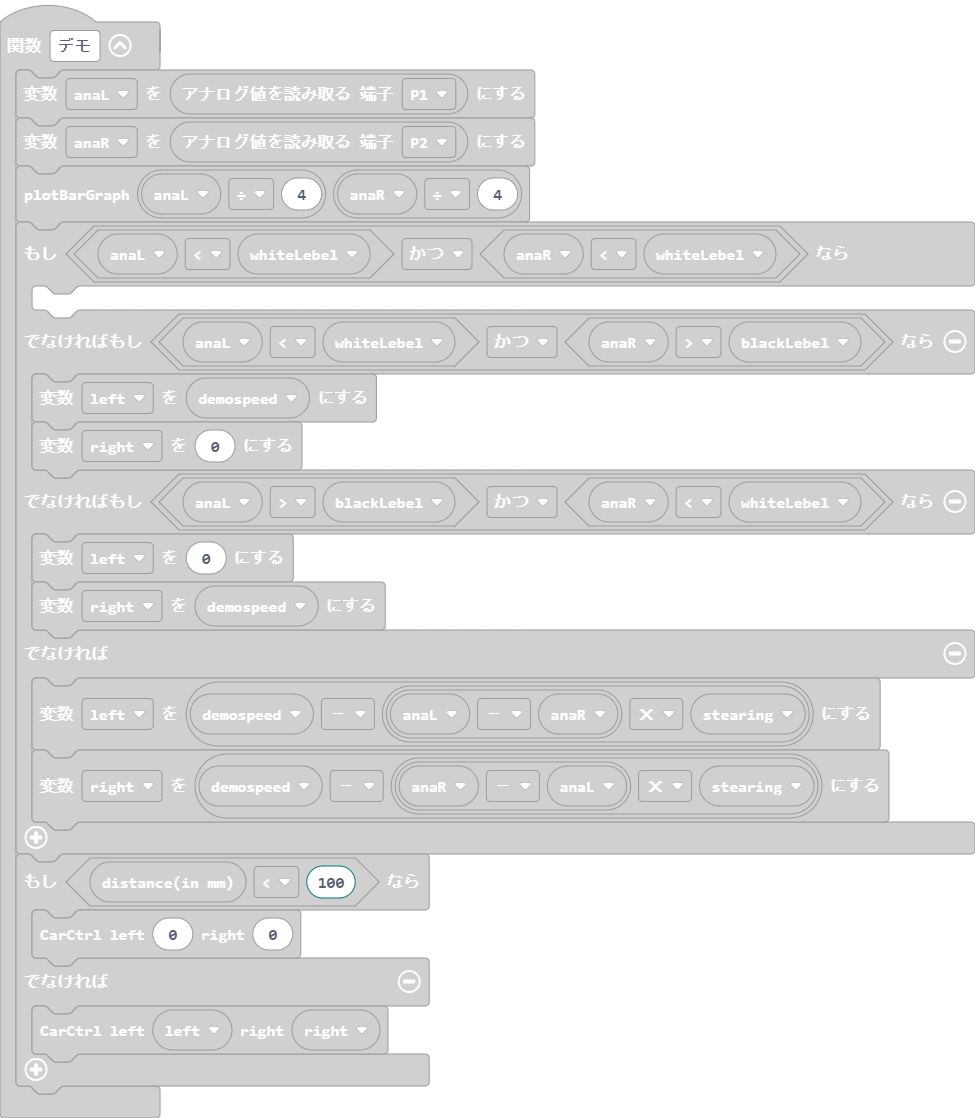 関数 デモ
変数 anaL を アナログ値を読み取る 端子 P1 にする
変数 anaR を アナログ値を読み取る 端子 P2 にする
plotBarGraph anaL ÷ 4 anaR ÷ 4
もし anaL < whiteLebel かつ anaR < whiteLebel なら
でなければもし anaL < whiteLebel かつ anaR > blackLebel なら
変数 left を demospeed にする
変数 right を 0 にする
でなければもし anaL > blackLebel かつ anaR < whiteLebel なら
変数 left を 0 にする
変数 right を demospeed にする
でなければ
変数 left を demospeed - anaL - anaR × stearing にする
変数 right を demospeed - anaR - anaL × stearing にする
もし distance(in mm) < 100 なら
CarCtrl left 0 right 0
でなければ
CarCtrl left left right right